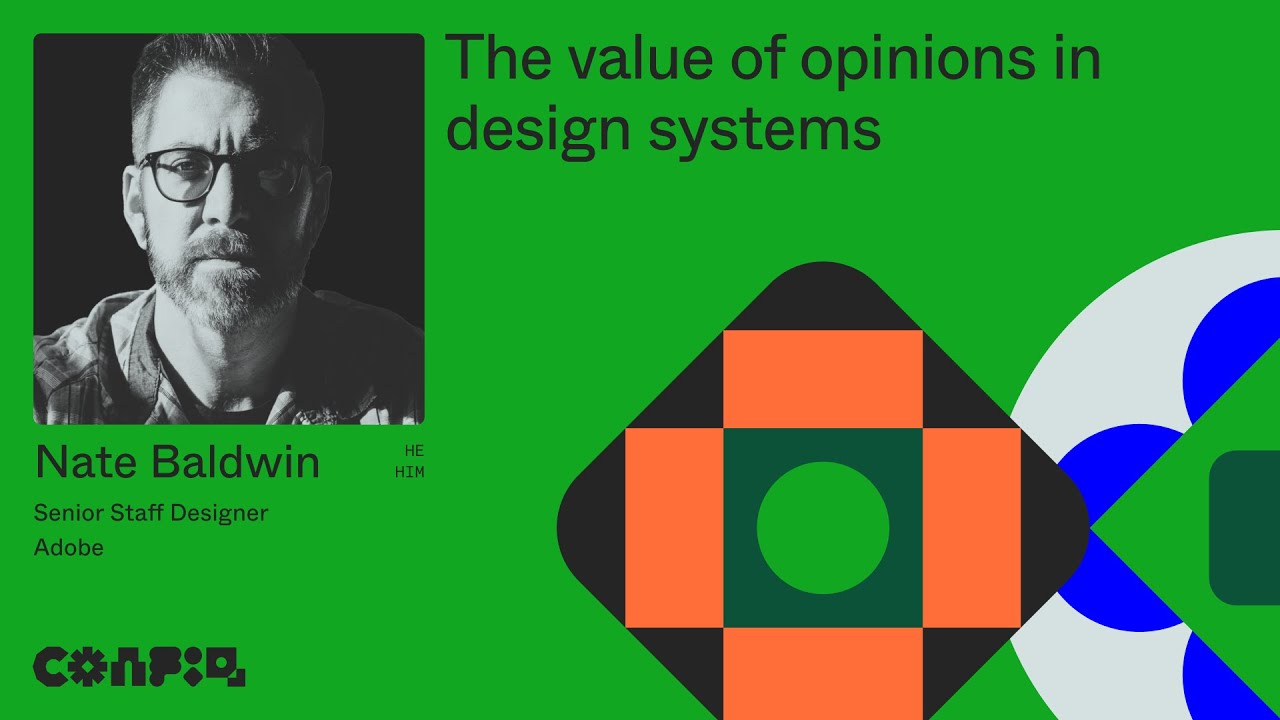 The value of opinions in
design systems
Nate Baldwin
HE
HIM
Senior Staff Designer
Adobe
CONFIG